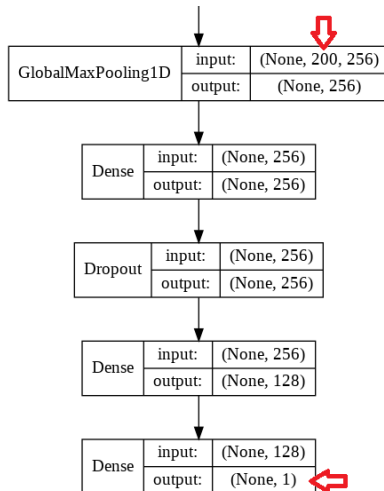 GlobalMaxPooling1D input: (None, 200, 256)
output: (None, 256)
Dense input: (None, 256)
output: (None, 256)
Dropout input: (None, 256)
output: (None, 256)
Dense input: (None, 256)
output: (None, 128)
Dense input: (None, 128)
output: (None, 1)